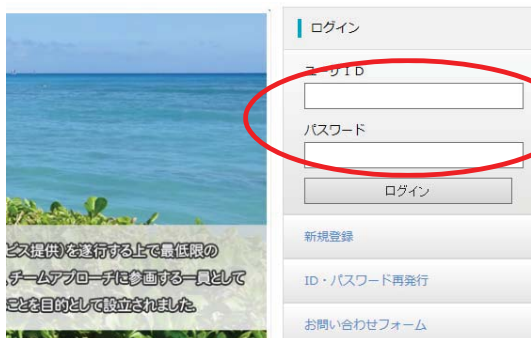 ログイン
ユーザID
パスワード
ログイン
新規登録
ID・パスワード再発行
お問い合わせフォーム
ビス提供)を遂行する上で最低限の
、チームアプローチに参画する一員として
ことを目的として設立されました。